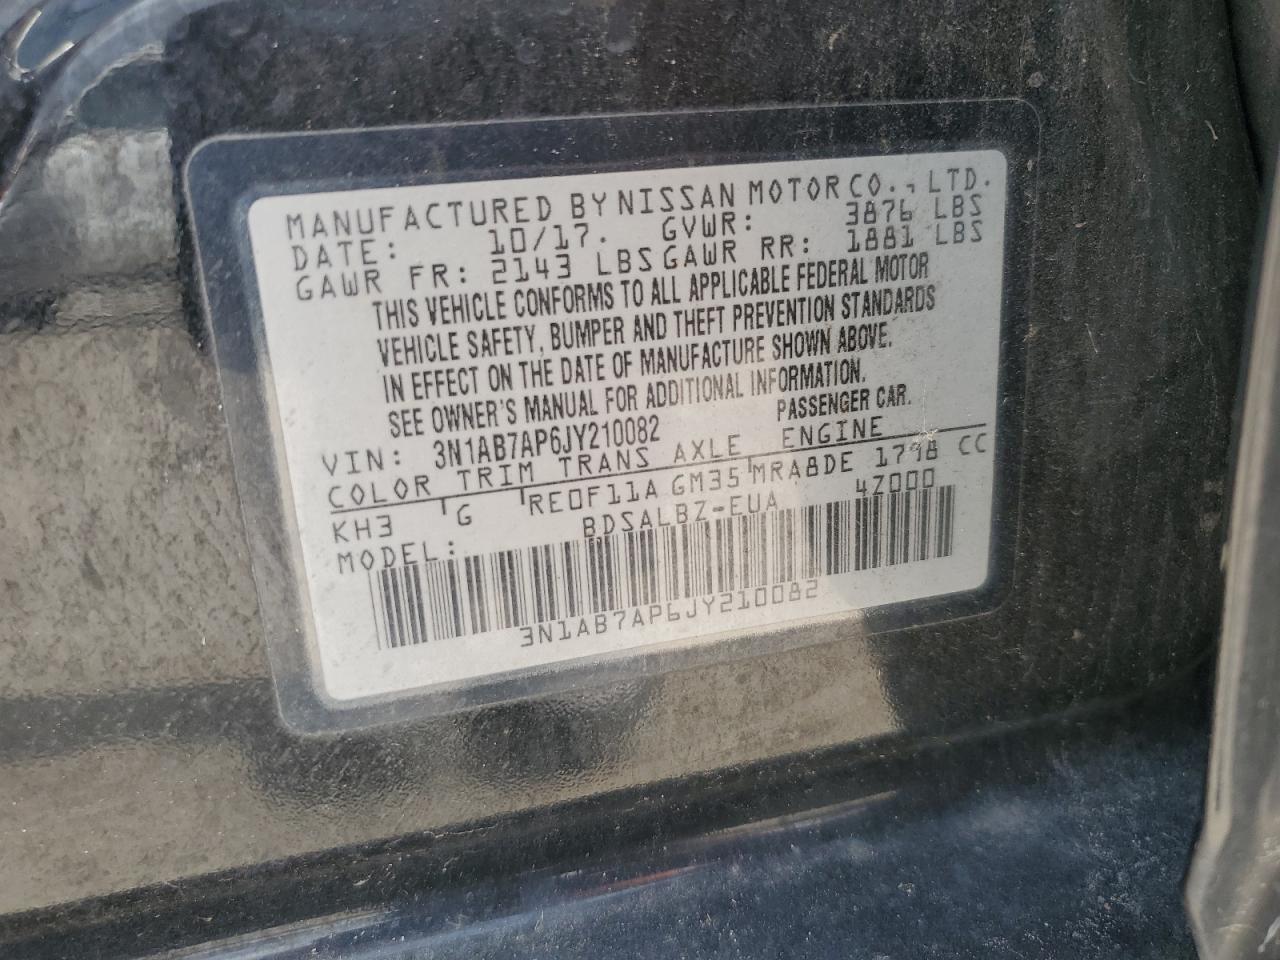 MANUFACTURED BY NISSAN MOTOR CO., LTD.
DATE: 10/17. GVWR: 3876 LBS
GAWR FR: 2143 LBS GAWR RR: 1881 LBS
THIS VEHICLE CONFORMS TO ALL APPLICABLE FEDERAL MOTOR
VEHICLE SAFETY, BUMPER AND THEFT PREVENTION STANDARDS
IN EFFECT ON THE DATE OF MANUFACTURE SHOWN ABOVE.
SEE OWNER'S MANUAL FOR ADDITIONAL INFORMATION.
VIN: 3N1AB7AP6JY210082 PASSENGER CAR.
COLOR TRIM TRANS AXLE ENGINE
KH3 G RE0F11A GM35 MRA8DE 1798 CC
MODEL: BDSALBZ-EUA 4Z000
3N1AB7AP6JY210082